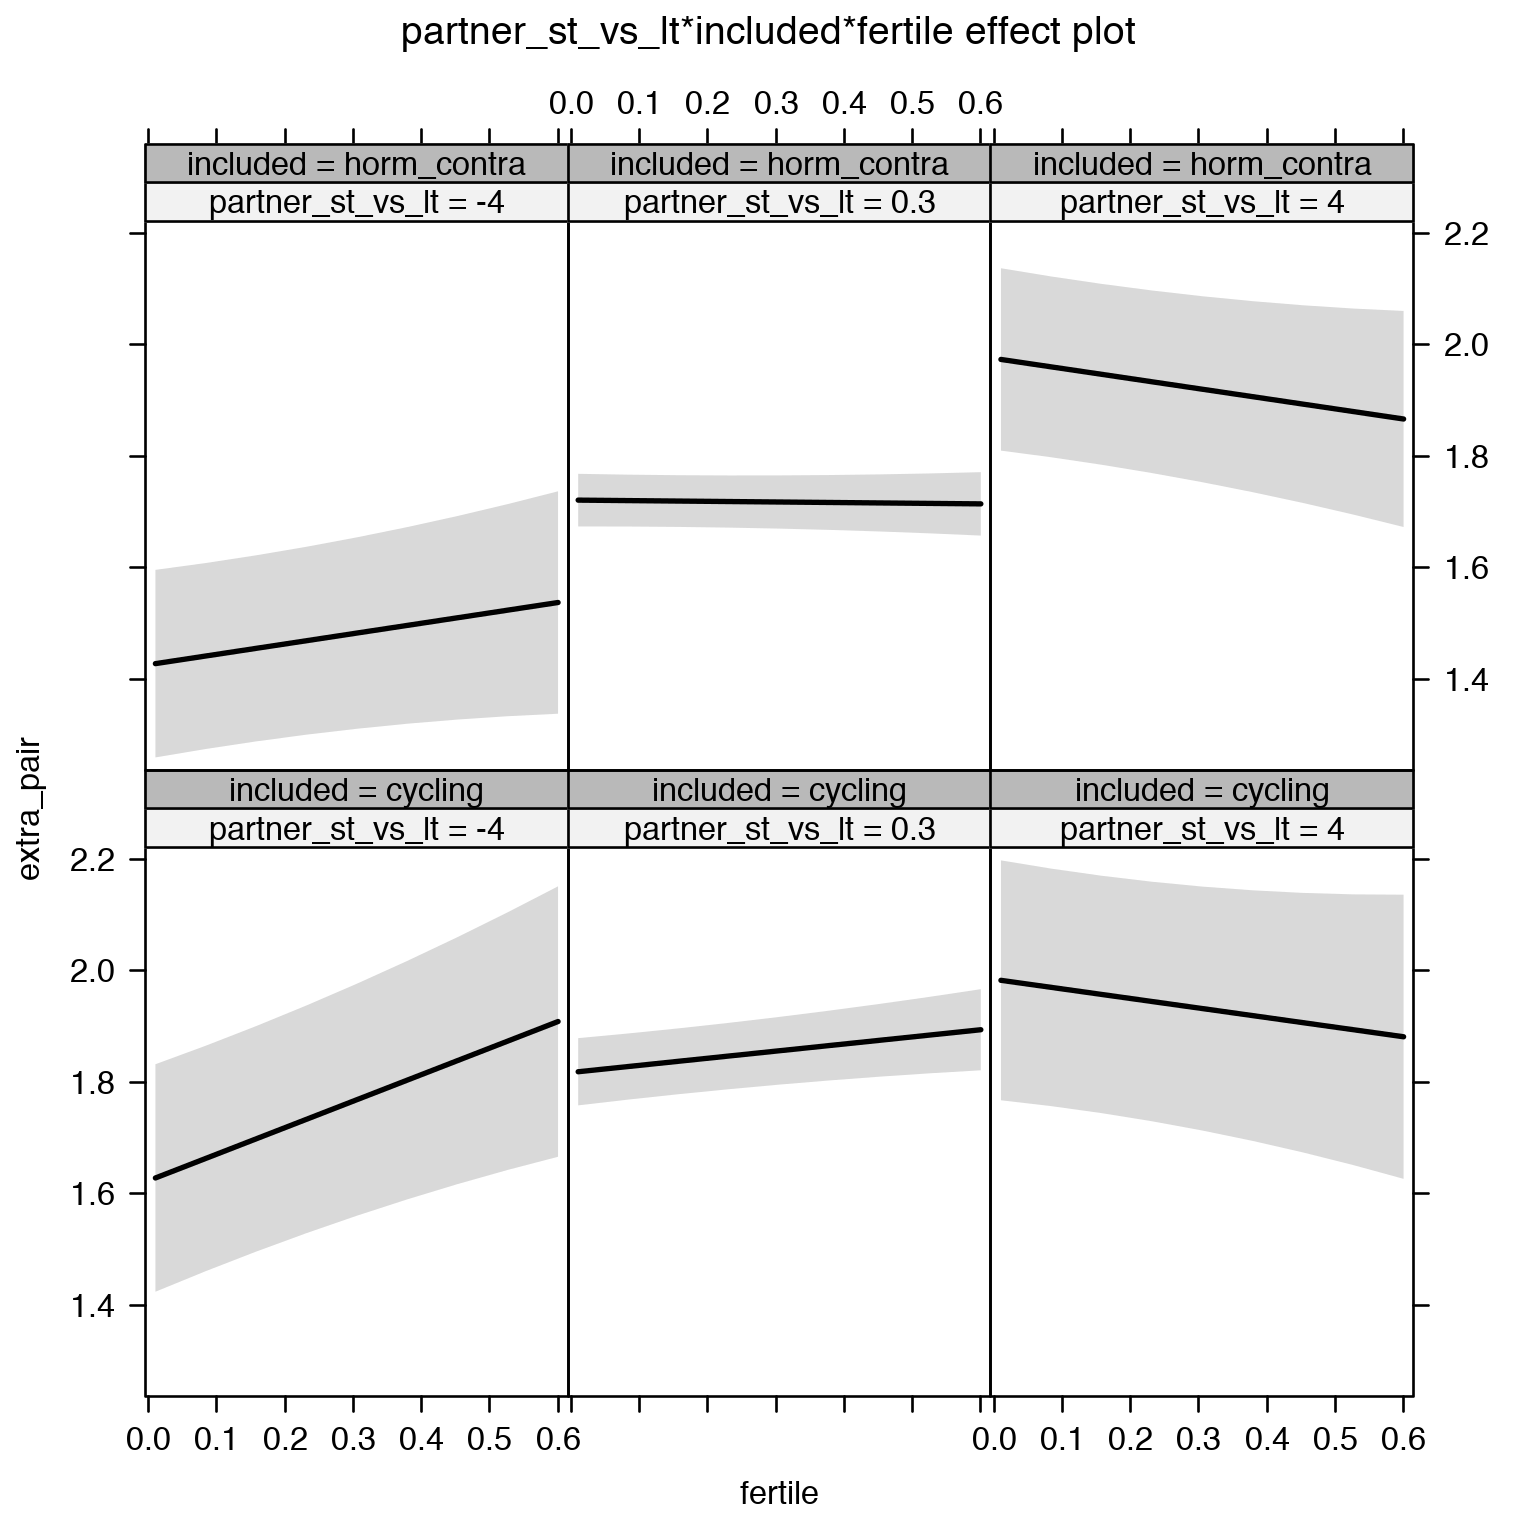 partner_st_vs_lt*included*fertile effect plot
0.0 0.1 0.2 0.3 0.4 0.5 0.6
included = horm_contra included = horm_contra included = horm_contra
partner_st_vs_lt = -4 partner_st_vs_lt = 0.3 partner_st_vs_lt = 4
2.2
2.0
1.8
1.6
1.4
extra_pair
included = cycling included = cycling included = cycling
partner_st_vs_lt = -4 partner_st_vs_lt = 0.3 partner_st_vs_lt = 4
2.2
2.0
1.8
1.6
1.4
0.0 0.1 0.2 0.3 0.4 0.5 0.6 0.0 0.1 0.2 0.3 0.4 0.5 0.6
fertile